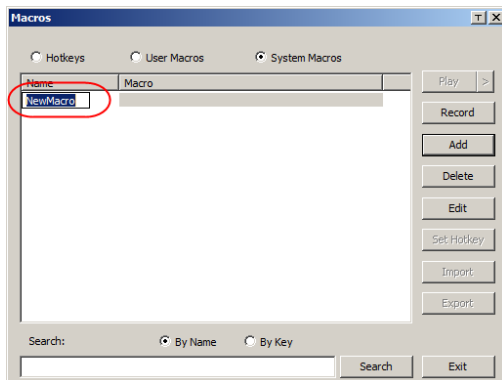 Macros
T X
Hotkeys User Macros System Macros
Name Macro
NewMacro
Play >
Record
Add
Delete
Edit
Set Hotkey
Import
Export
Search: By Name By Key
Search Exit